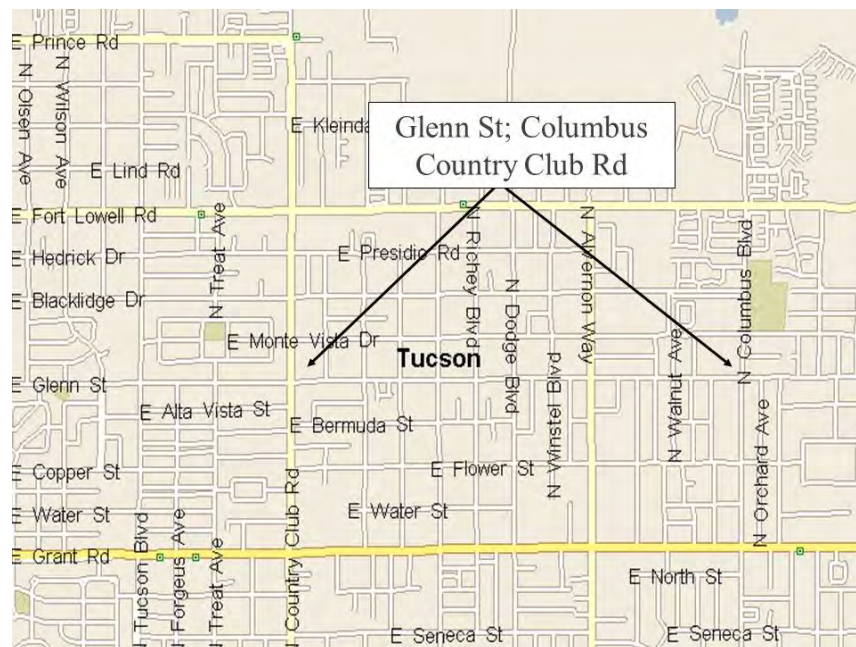 E Prince Rd
N Olsen Ave
N Wilson Ave
E Kleinda
Glenn St; Columbus
Country Club Rd
E Lind Rd
E Fort Lowell Rd
N Treat Ave
N Richey Blvd
N Alvernon Way
N Columbus Blvd
E Hedrick Dr
E Presidio Rd
E Blacklidge Dr
N Dodge Blvd
E Monte Vista Dr
Tucson
N Winstel Blvd
N Walnut Ave
E Glenn St
E Alta Vista St
E Bermuda St
N Orchard Ave
E Copper St
E Flower St
N Country Club Rd
E Water St
E Water St
N Tucson Blvd
N Forgeus Ave
N Treat Ave
E Grant Rd
E North St
E Seneca St
E Seneca St